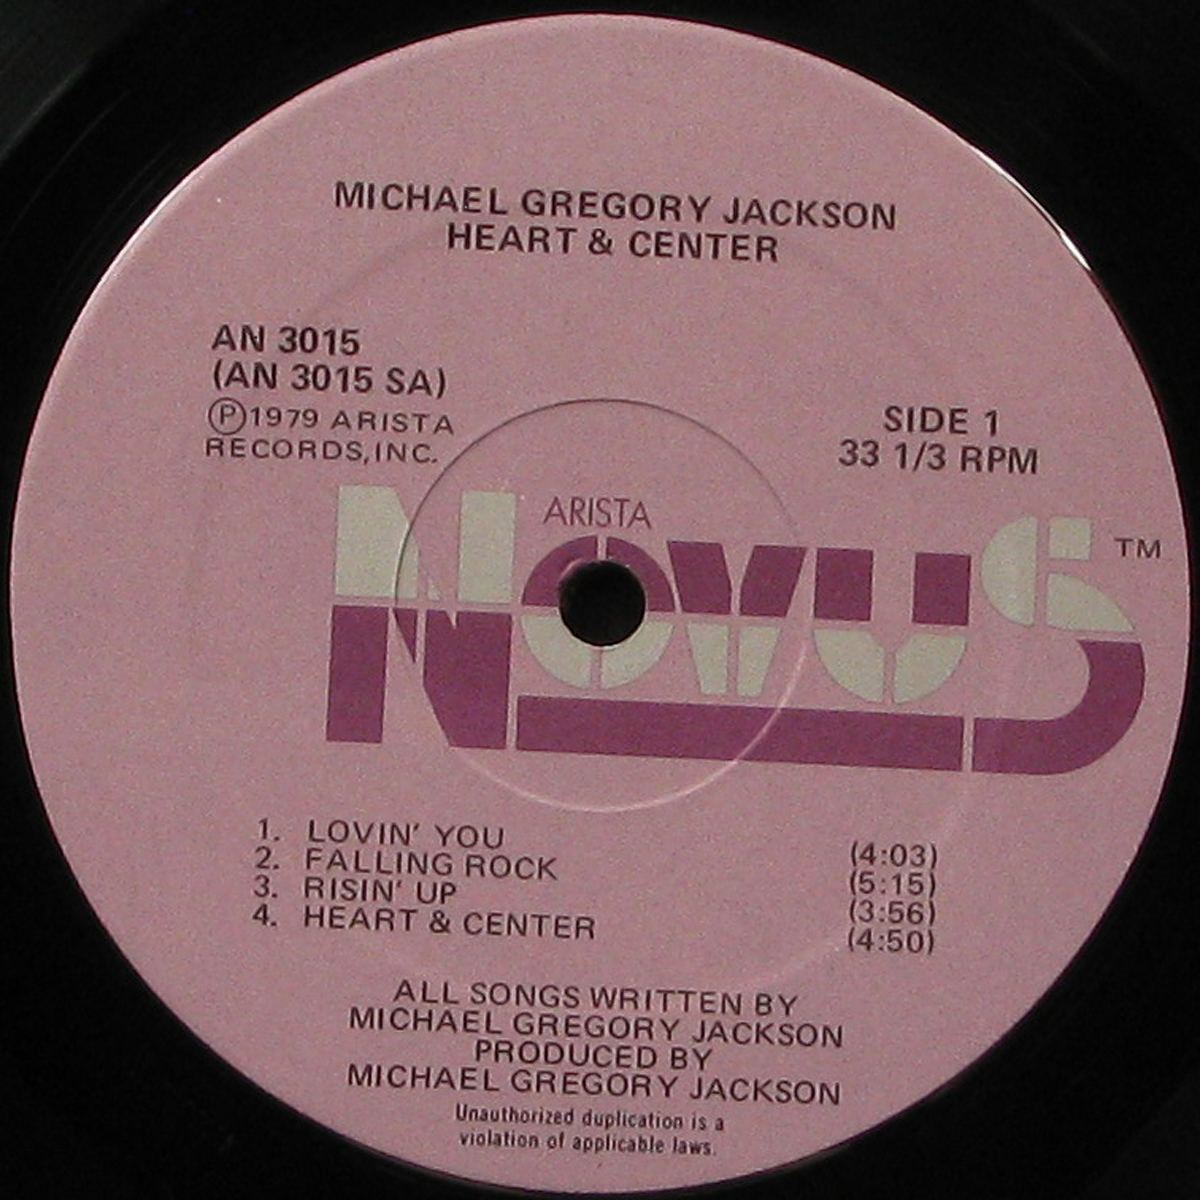 MICHAEL GREGORY JACKSON
HEART & CENTER
AN 3015
(AN 3015 SA)
Ⓟ1979 ARISTA
RECORDS,INC.
SIDE 1
33 1/3 RPM
ARISTA
NOVUS TM
1. LOVIN' YOU (4:03)
2. FALLING ROCK (5:15)
3. RISIN' UP (3:56)
4. HEART & CENTER (4:50)
ALL SONGS WRITTEN BY
MICHAEL GREGORY JACKSON
PRODUCED BY
MICHAEL GREGORY JACKSON
Unauthorized duplication is a
violation of applicable laws.